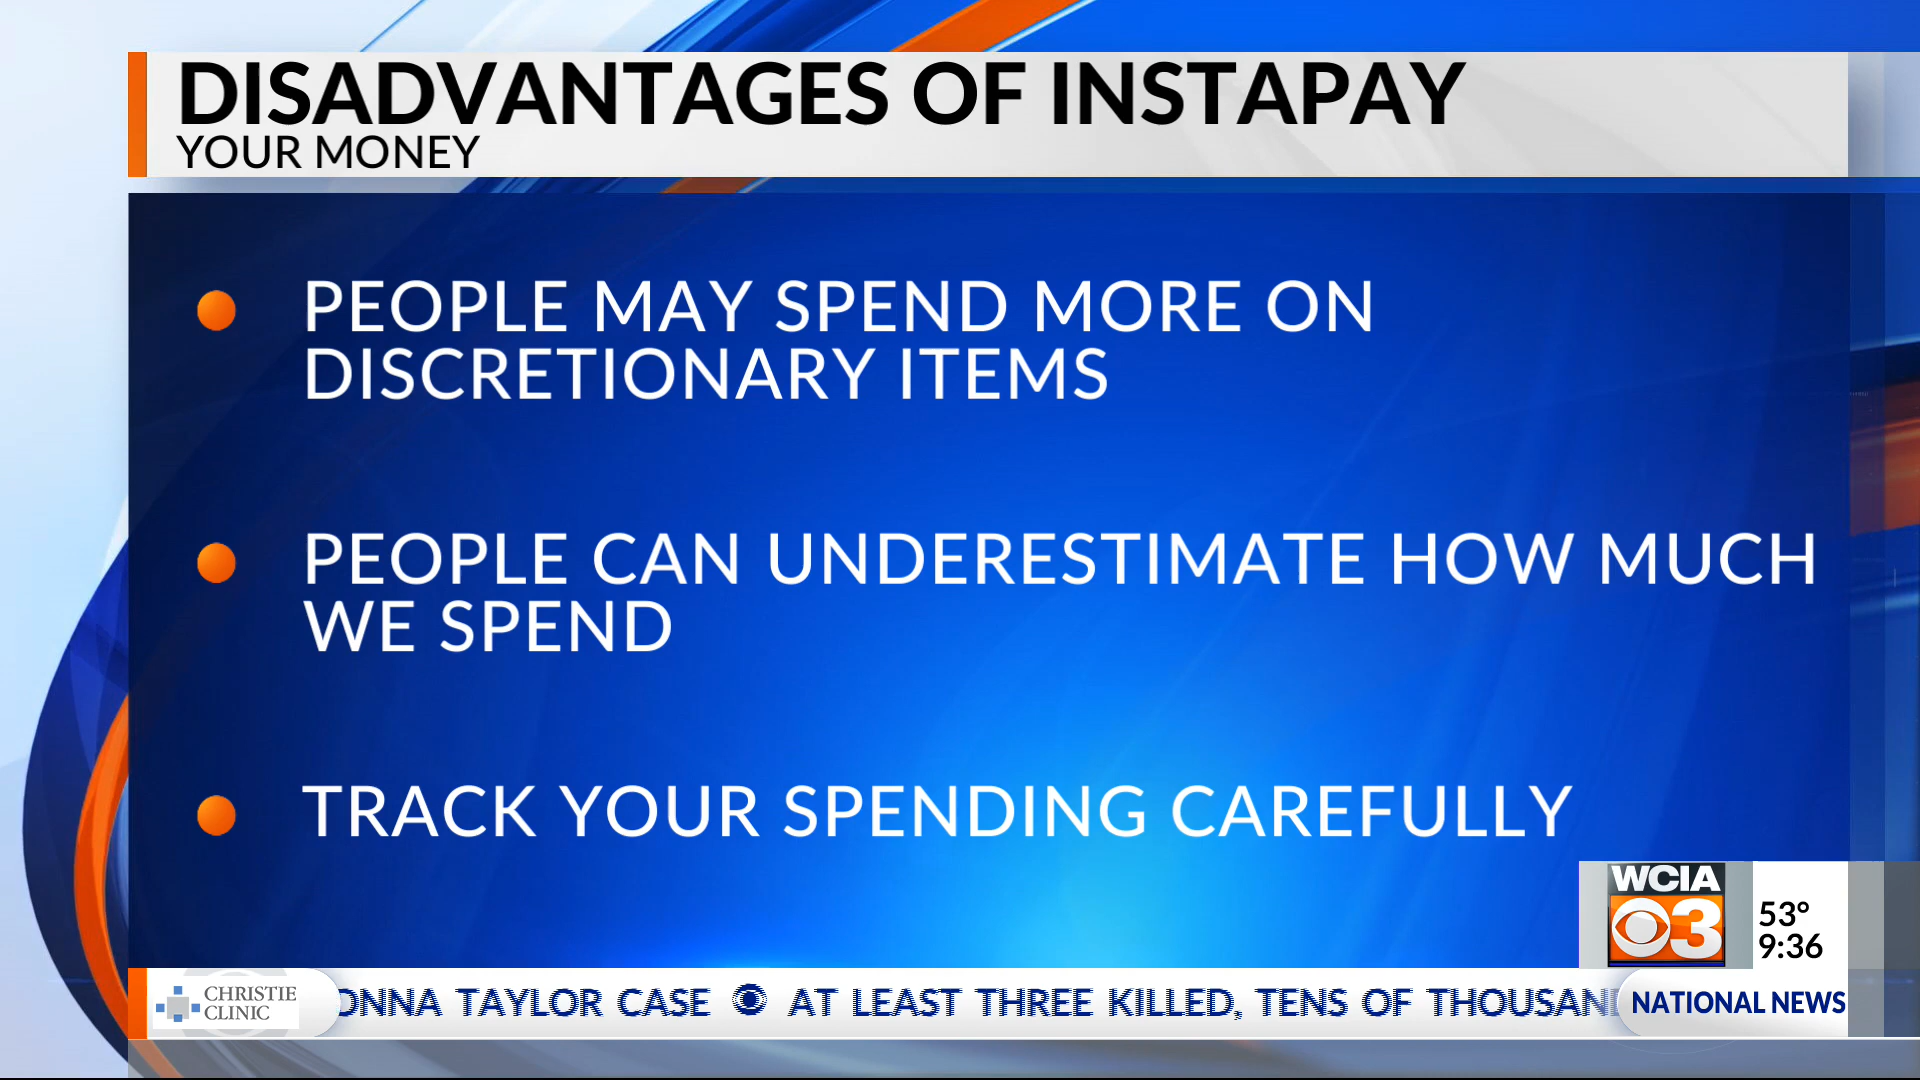 DISADVANTAGES OF INSTAPAY
YOUR MONEY
PEOPLE MAY SPEND MORE ON
DISCRETIONARY ITEMS
PEOPLE CAN UNDERESTIMATE HOW MUCH
WE SPEND
TRACK YOUR SPENDING CAREFULLY
WCIA
3
53°
9:36
CHRISTIE
CLINIC
ONNA TAYLOR CASE AT LEAST THREE KILLED, TENS OF THOUSAN
NATIONAL NEWS